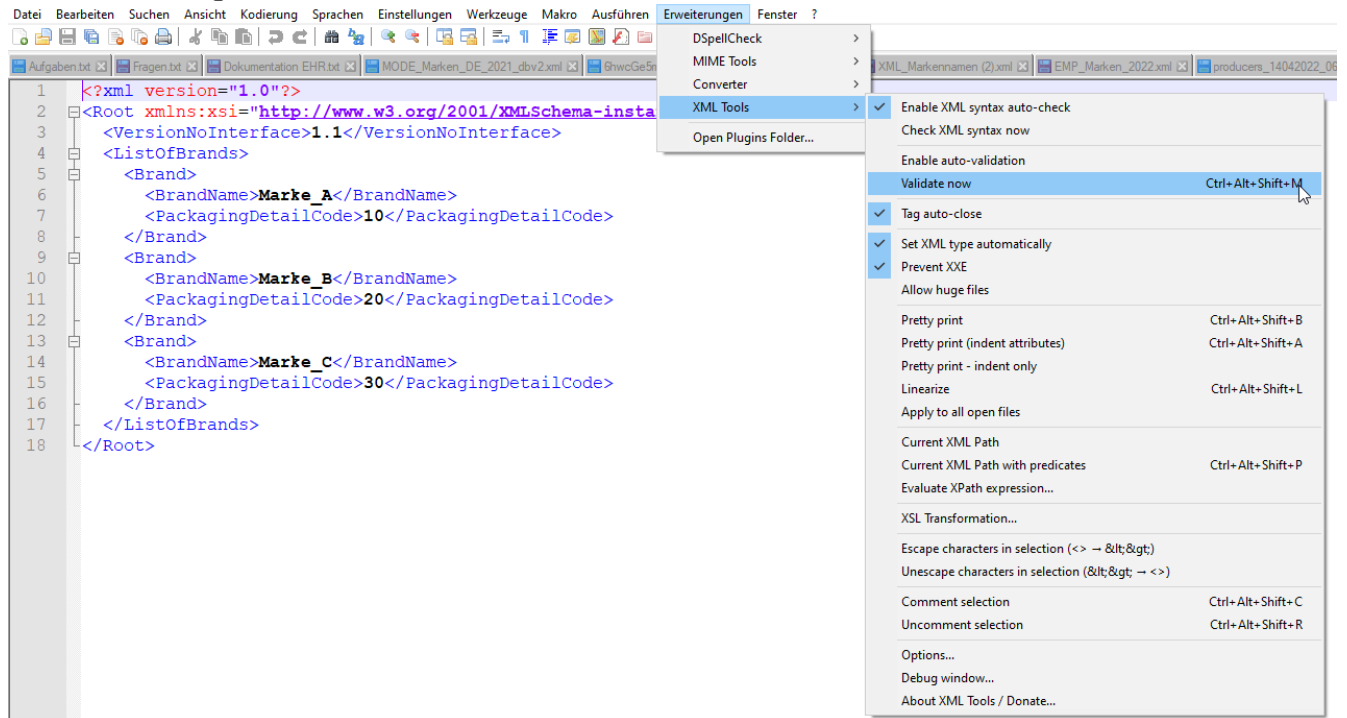 Datei Bearbeiten Suchen Ansicht Kodierung Sprachen Einstellungen Werkzeuge Makro Ausführen Erweiterungen Fenster ?
Aufgaben.txt Fragen.txt Dokumentation EHR.txt MODE_Marken_DE_2021_dbv2.xml 6hwcGe5 XML_Markennamen (2).xml EMP_Marken_2022.xml producers_14042022_06
DSpellCheck
MIME Tools
Converter
XML Tools
Open Plugins Folder...
Enable XML syntax auto-check
Check XML syntax now
Enable auto-validation
Validate now Ctrl+Alt+Shift+M
Tag auto-close
Set XML type automatically
Prevent XXE
Allow huge files
Pretty print Ctrl+Alt+Shift+B
Pretty print (indent attributes) Ctrl+Alt+Shift+A
Pretty print - indent only
Linearize Ctrl+Alt+Shift+L
Apply to all open files
Current XML Path
Current XML Path with predicates Ctrl+Alt+Shift+P
Evaluate XPath expression...
XSL Transformation...
Escape characters in selection (<> → &lt;&gt;)
Unescape characters in selection (&lt;&gt; → <>)
Comment selection Ctrl+Alt+Shift+C
Uncomment selection Ctrl+Alt+Shift+R
Options...
Debug window...
About XML Tools / Donate...
1 <?xml version="1.0"?>
2 <Root xmlns:xsi="http://www.w3.org/2001/XMLSchema-insta
3 <VersionNoInterface>1.1</VersionNoInterface>
4 <ListOfBrands>
5 <Brand>
6 <BrandName>Marke_A</BrandName>
7 <PackagingDetailCode>10</PackagingDetailCode>
8 </Brand>
9 <Brand>
10 <BrandName>Marke_B</BrandName>
11 <PackagingDetailCode>20</PackagingDetailCode>
12 </Brand>
13 <Brand>
14 <BrandName>Marke_C</BrandName>
15 <PackagingDetailCode>30</PackagingDetailCode>
16 </Brand>
17 </ListOfBrands>
18 </Root>